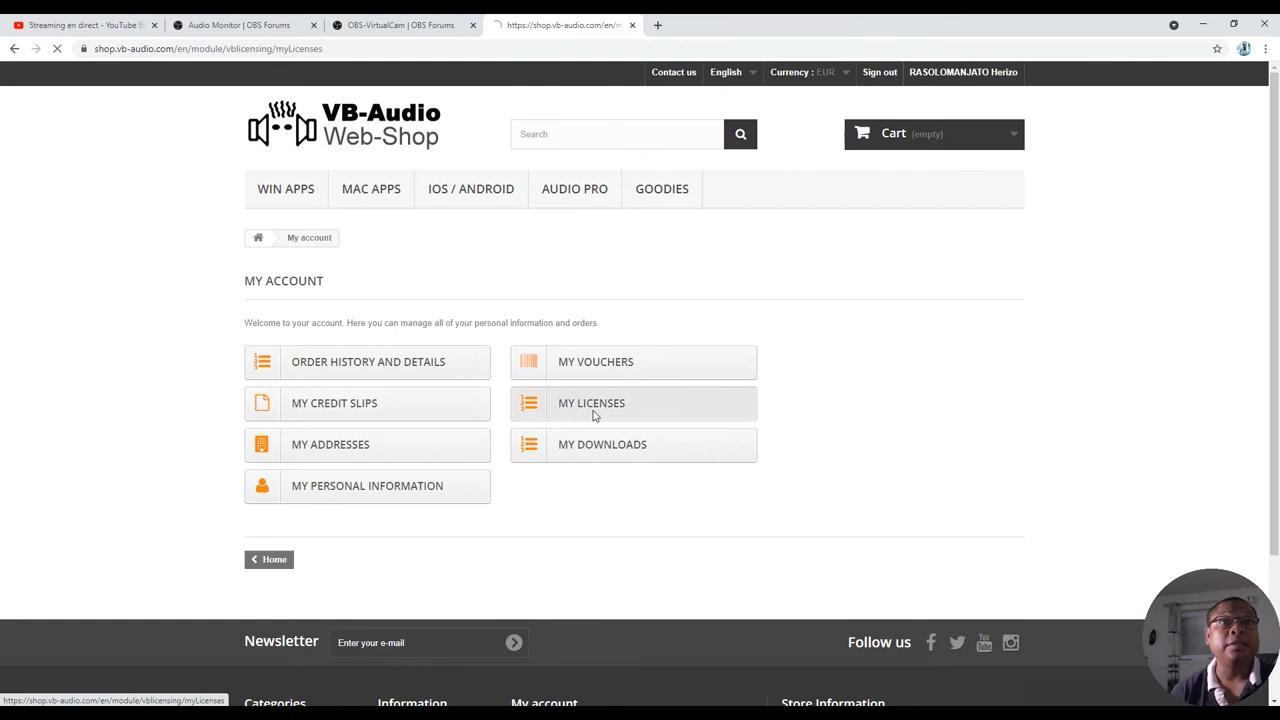 Streaming en direct - YouTube St
Audio Monitor | OBS Forums
OBS-VirtualCam | OBS Forums
https://shop.vb-audio.com/en/m
shop.vb-audio.com/en/module/vblicensing/myLicenses
Contact us English Currency : EUR Sign out RASOLOMANJATO Herizo
VB-Audio
Web-Shop
Search
Cart (empty)
WIN APPS MAC APPS IOS / ANDROID AUDIO PRO GOODIES
My account
MY ACCOUNT
Welcome to your account. Here you can manage all of your personal information and orders.
ORDER HISTORY AND DETAILS
MY VOUCHERS
MY CREDIT SLIPS
MY LICENSES
MY ADDRESSES
MY DOWNLOADS
MY PERSONAL INFORMATION
Home
Newsletter
Enter your e-mail
Follow us
https://shop.vb-audio.com/en/module/vblicensing/myLicenses
Categories Information My account Store Information